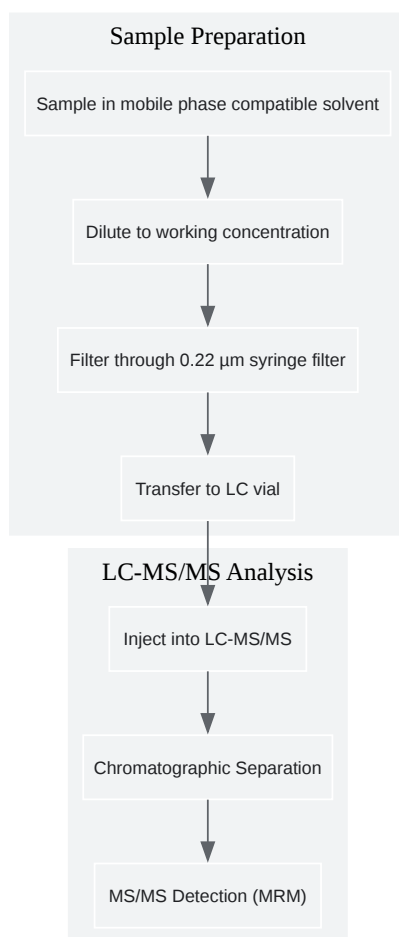 Sample Preparation
Sample in mobile phase compatible solvent
Dilute to working concentration
Filter through 0.22 µm syringe filter
Transfer to LC vial
LC-MS/MS Analysis
Inject into LC-MS/MS
Chromatographic Separation
MS/MS Detection (MRM)